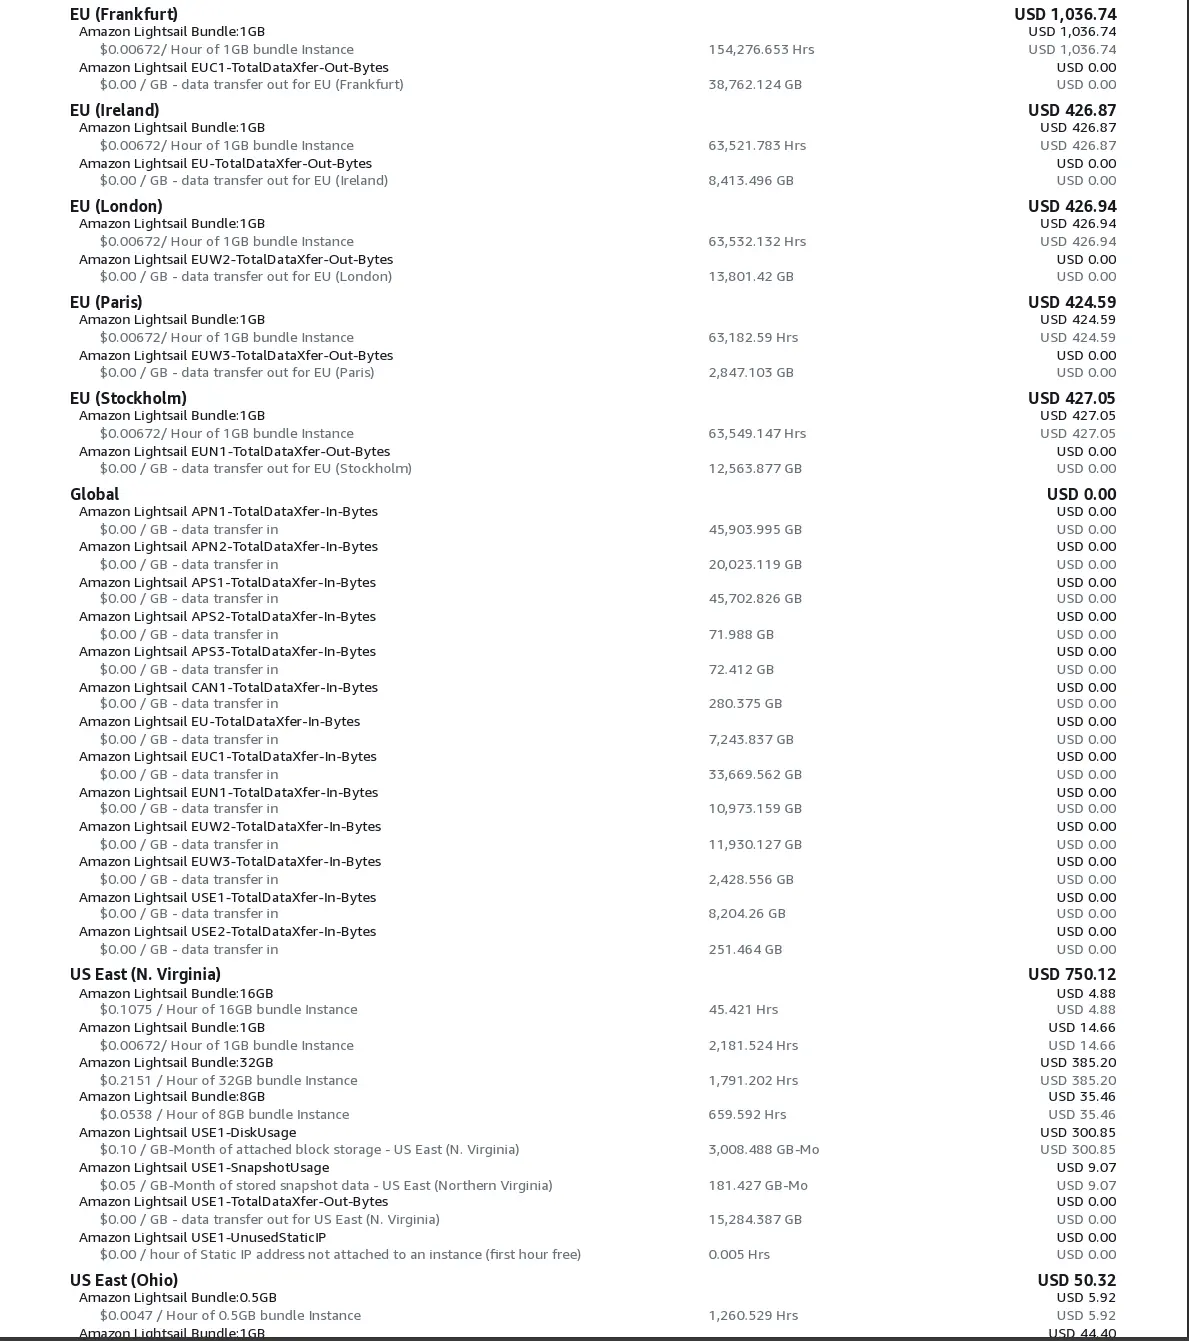 EU (Frankfurt) USD 1,036.74
Amazon Lightsail Bundle:1GB USD 1,036.74
$0.00672/ Hour of 1GB bundle Instance 154,276.653 Hrs USD 1,036.74
Amazon Lightsail EUC1-TotalDataXfer-Out-Bytes USD 0.00
$0.00 / GB - data transfer out for EU (Frankfurt) 38,762.124 GB USD 0.00
EU (Ireland) USD 426.87
Amazon Lightsail Bundle:1GB USD 426.87
$0.00672/ Hour of 1GB bundle Instance 63,521.783 Hrs USD 426.87
Amazon Lightsail EU-TotalDataXfer-Out-Bytes USD 0.00
$0.00 / GB - data transfer out for EU (Ireland) 8,413.496 GB USD 0.00
EU (London) USD 426.94
Amazon Lightsail Bundle:1GB USD 426.94
$0.00672/ Hour of 1GB bundle Instance 63,532.132 Hrs USD 426.94
Amazon Lightsail EUW2-TotalDataXfer-Out-Bytes USD 0.00
$0.00 / GB - data transfer out for EU (London) 13,801.42 GB USD 0.00
EU (Paris) USD 424.59
Amazon Lightsail Bundle:1GB USD 424.59
$0.00672/ Hour of 1GB bundle Instance 63,182.59 Hrs USD 424.59
Amazon Lightsail EUW3-TotalDataXfer-Out-Bytes USD 0.00
$0.00 / GB - data transfer out for EU (Paris) 2,847.103 GB USD 0.00
EU (Stockholm) USD 427.05
Amazon Lightsail Bundle:1GB USD 427.05
$0.00672/ Hour of 1GB bundle Instance 63,549.147 Hrs USD 427.05
Amazon Lightsail EUN1-TotalDataXfer-Out-Bytes USD 0.00
$0.00 / GB - data transfer out for EU (Stockholm) 12,563.877 GB USD 0.00
Global USD 0.00
Amazon Lightsail APN1-TotalDataXfer-In-Bytes USD 0.00
$0.00 / GB - data transfer in 45,903.995 GB USD 0.00
Amazon Lightsail APN2-TotalDataXfer-In-Bytes USD 0.00
$0.00 / GB - data transfer in 20,023.119 GB USD 0.00
Amazon Lightsail APS1-TotalDataXfer-In-Bytes USD 0.00
$0.00 / GB - data transfer in 45,702.826 GB USD 0.00
Amazon Lightsail APS2-TotalDataXfer-In-Bytes USD 0.00
$0.00 / GB - data transfer in 71.988 GB USD 0.00
Amazon Lightsail APS3-TotalDataXfer-In-Bytes USD 0.00
$0.00 / GB - data transfer in 72.412 GB USD 0.00
Amazon Lightsail CAN1-TotalDataXfer-In-Bytes USD 0.00
$0.00 / GB - data transfer in 280.375 GB USD 0.00
Amazon Lightsail EU-TotalDataXfer-In-Bytes USD 0.00
$0.00 / GB - data transfer in 7,243.837 GB USD 0.00
Amazon Lightsail EUC1-TotalDataXfer-In-Bytes USD 0.00
$0.00 / GB - data transfer in 33,669.562 GB USD 0.00
Amazon Lightsail EUN1-TotalDataXfer-In-Bytes USD 0.00
$0.00 / GB - data transfer in 10,973.159 GB USD 0.00
Amazon Lightsail EUW2-TotalDataXfer-In-Bytes USD 0.00
$0.00 / GB - data transfer in 11,930.127 GB USD 0.00
Amazon Lightsail EUW3-TotalDataXfer-In-Bytes USD 0.00
$0.00 / GB - data transfer in 2,428.556 GB USD 0.00
Amazon Lightsail USE1-TotalDataXfer-In-Bytes USD 0.00
$0.00 / GB - data transfer in 8,204.26 GB USD 0.00
Amazon Lightsail USE2-TotalDataXfer-In-Bytes USD 0.00
$0.00 / GB - data transfer in 251.464 GB USD 0.00
US East (N. Virginia) USD 750.12
Amazon Lightsail Bundle:16GB USD 4.88
$0.1075 / Hour of 16GB bundle Instance 45.421 Hrs USD 4.88
Amazon Lightsail Bundle:1GB USD 14.66
$0.00672/ Hour of 1GB bundle Instance 2,181.524 Hrs USD 14.66
Amazon Lightsail Bundle:32GB USD 385.20
$0.2151 / Hour of 32GB bundle Instance 1,791.202 Hrs USD 385.20
Amazon Lightsail Bundle:8GB USD 35.46
$0.0538 / Hour of 8GB bundle Instance 659.592 Hrs USD 35.46
Amazon Lightsail USE1-DiskUsage USD 300.85
$0.10 / GB-Month of attached block storage - US East (N. Virginia) 3,008.488 GB-Mo USD 300.85
Amazon Lightsail USE1-SnapshotUsage USD 9.07
$0.05 / GB-Month of stored snapshot data - US East (Northern Virginia) 181.427 GB-Mo USD 9.07
Amazon Lightsail USE1-TotalDataXfer-Out-Bytes USD 0.00
$0.00 / GB - data transfer out for US East (N. Virginia) 15,284.387 GB USD 0.00
Amazon Lightsail USE1-UnusedStaticIP USD 0.00
$0.00 / hour of Static IP address not attached to an instance (first hour free) 0.005 Hrs USD 0.00
US East (Ohio) USD 50.32
Amazon Lightsail Bundle:0.5GB USD 5.92
$0.0047 / Hour of 0.5GB bundle Instance 1,260.529 Hrs USD 5.92
Amazon Lightsail Bundle:1GB USD 44.40